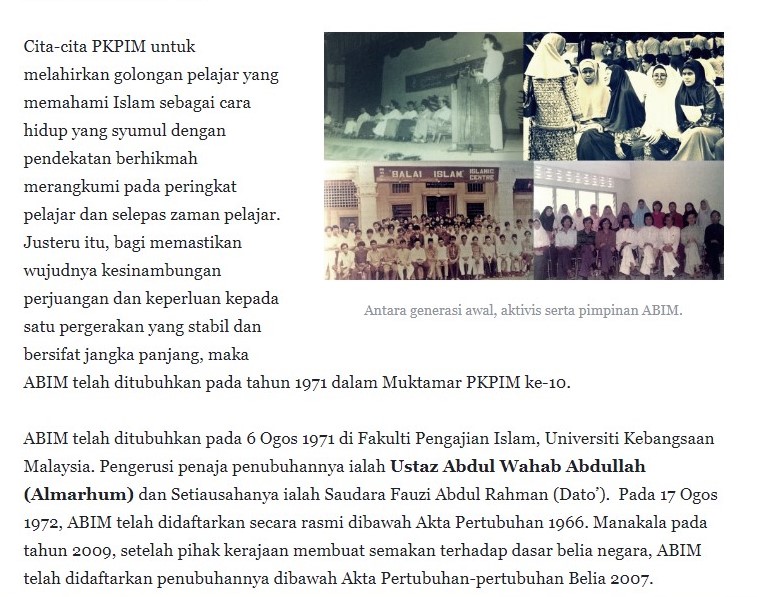 Cita-cita PKPIM untuk
melahirkan golongan pelajar yang
memahami Islam sebagai cara
hidup yang syumul dengan
pendekatan berhikmah
merangkumi pada peringkat
pelajar dan selepas zaman pelajar.
Justeru itu, bagi memastikan
wujudnya kesinambungan
perjuangan dan keperluan kepada
satu pergerakan yang stabil dan
bersifat jangka panjang, maka
ABIM telah ditubuhkan pada tahun 1971 dalam Muktamar PKPIM ke-10.
"BALAI ISLAM" ISLAMIC CENTRE
Antara generasi awal, aktivis serta pimpinan ABIM.
ABIM telah ditubuhkan pada 6 Ogos 1971 di Fakulti Pengajian Islam, Universiti Kebangsaan
Malaysia. Pengerusi penaja penubuhannya ialah Ustaz Abdul Wahab Abdullah
(Almarhum) dan Setiausahanya ialah Saudara Fauzi Abdul Rahman (Dato’). Pada 17 Ogos
1972, ABIM telah didaftarkan secara rasmi dibawah Akta Pertubuhan 1966. Manakala pada
tahun 2009, setelah pihak kerajaan membuat semakan terhadap dasar belia negara, ABIM
telah didaftarkan penubuhannya dibawah Akta Pertubuhan-pertubuhan Belia 2007.